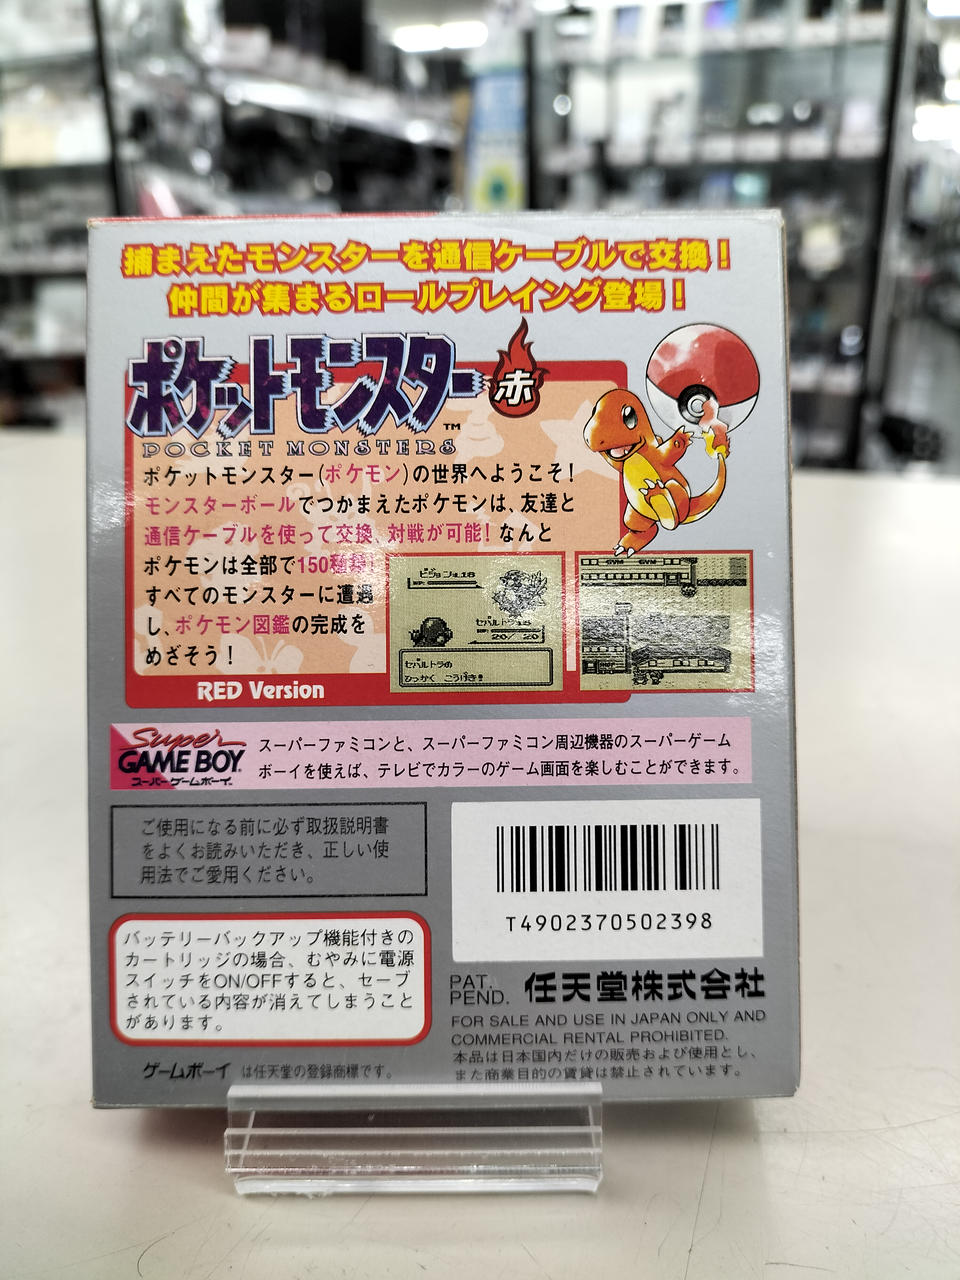 捕まえたモンスターを通信ケーブルで交換！
仲間が集まるロールプレイング登場！
ポケットモンスター 赤
TM
POCKET MONSTERS
ポケットモンスター(ポケモン)の世界へようこそ！
モンスターボールでつかまえたポケモンは、友達と
通信ケーブルを使って交換、対戦が可能！なんと
ポケモンは全部で150種類！
すべてのモンスターに遭遇
し、ポケモン図鑑の完成を
めざそう！
RED Version
ピジョン :L18
20/ 20
ひっかく こうげき！
GYM GYM
Super
GAME BOY
スーパーゲームボーイ
スーパーファミコンと、スーパーファミコン周辺機器のスーパーゲーム
ボーイを使えば、テレビでカラーのゲーム画面を楽しむことができます。
ご使用になる前に必ず取扱説明書
をよくお読みいただき、正しい使
用法でご愛用ください。
T4902370502398
バッテリーバックアップ機能付きの
カートリッジの場合、むやみに電源
スイッチをON/OFFすると、セーブ
されている内容が消えてしまうこと
があります。
PAT.
PEND.
任天堂株式会社
FOR SALE AND USE IN JAPAN ONLY AND
COMMERCIAL RENTAL PROHIBITED.
本品は日本国内だけの販売および使用とし、
また商業目的の賃貸は禁止されています。
ゲームボーイ は任天堂の登録商標です。